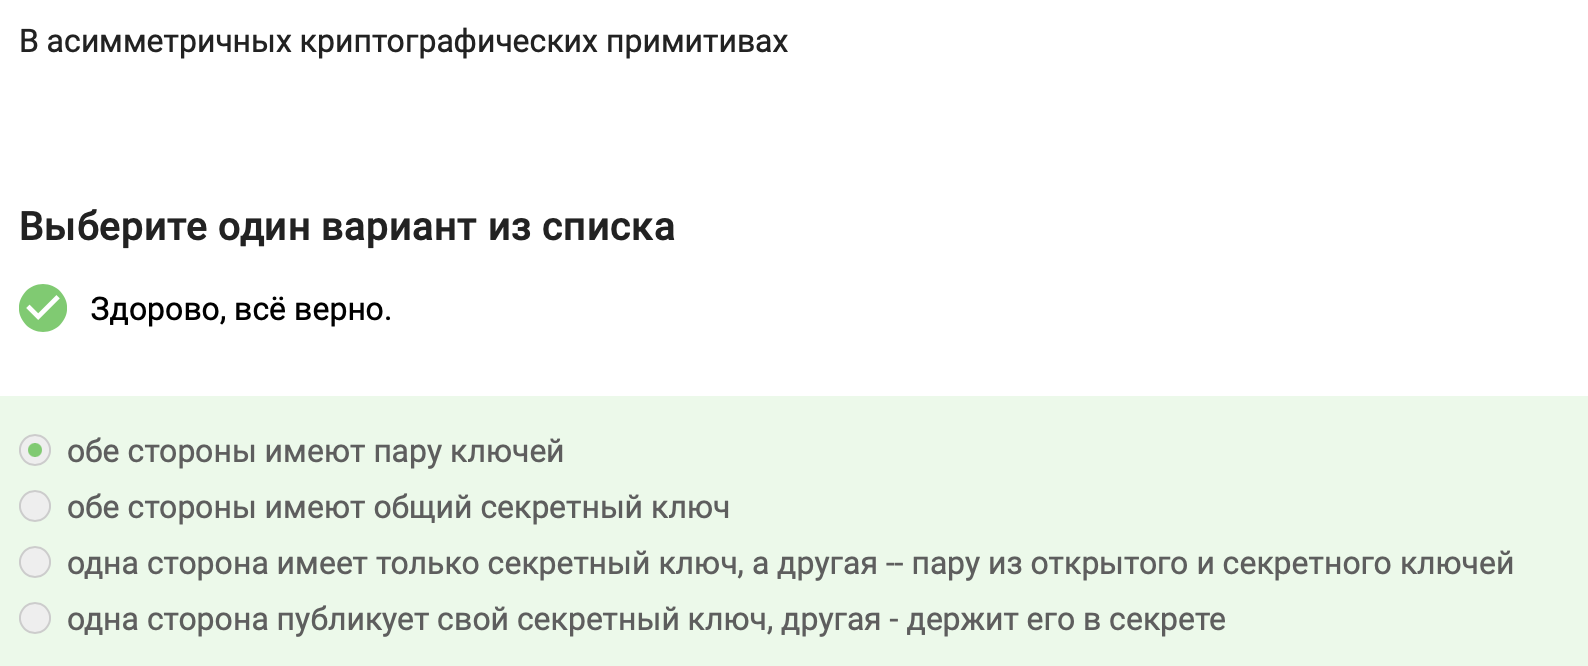 В асимметричных криптографических примитивах
Выберите один вариант из списка
Здорово, всё верно.
обе стороны имеют пару ключей
обе стороны имеют общий секретный ключ
одна сторона имеет только секретный ключ, а другая -- пару из открытого и секретного ключей
одна сторона публикует свой секретный ключ, другая - держит его в секрете